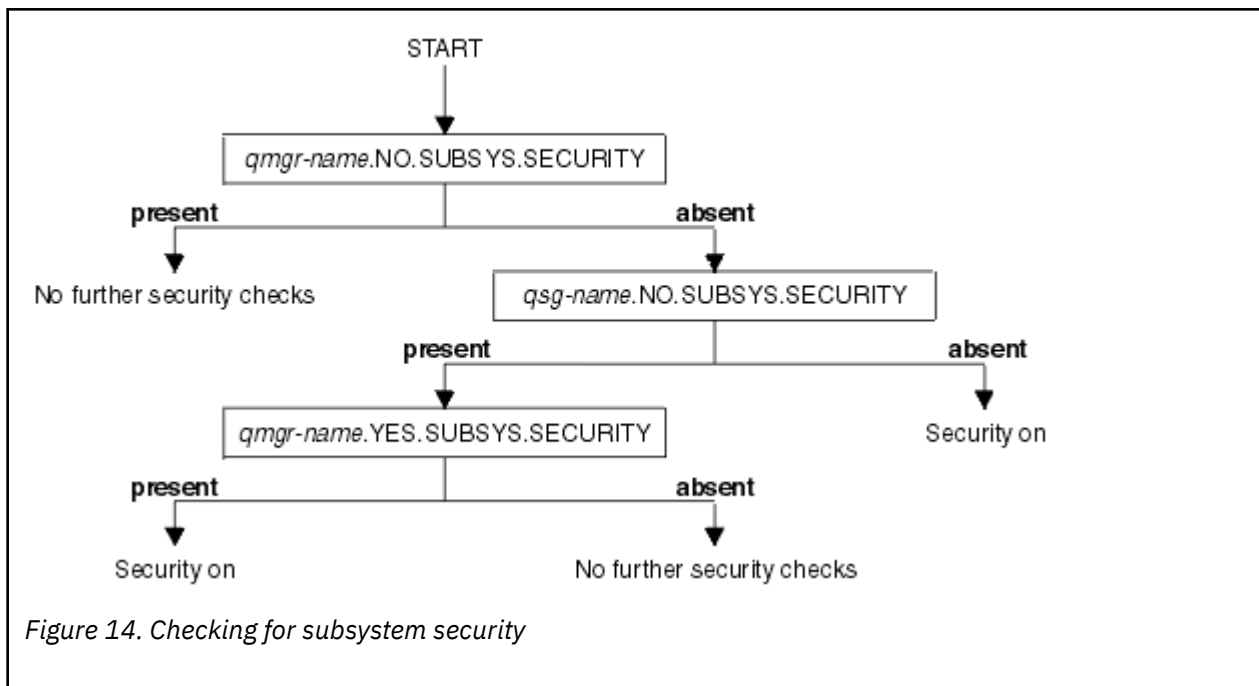 START
qmgr-name.NO.SUBSYS.SECURITY
present
absent
No further security checks
qsg-name.NO.SUBSYS.SECURITY
present
absent
qmgr-name.YES.SUBSYS.SECURITY
Security on
present
absent
Security on
No further security checks
Figure 14. Checking for subsystem security